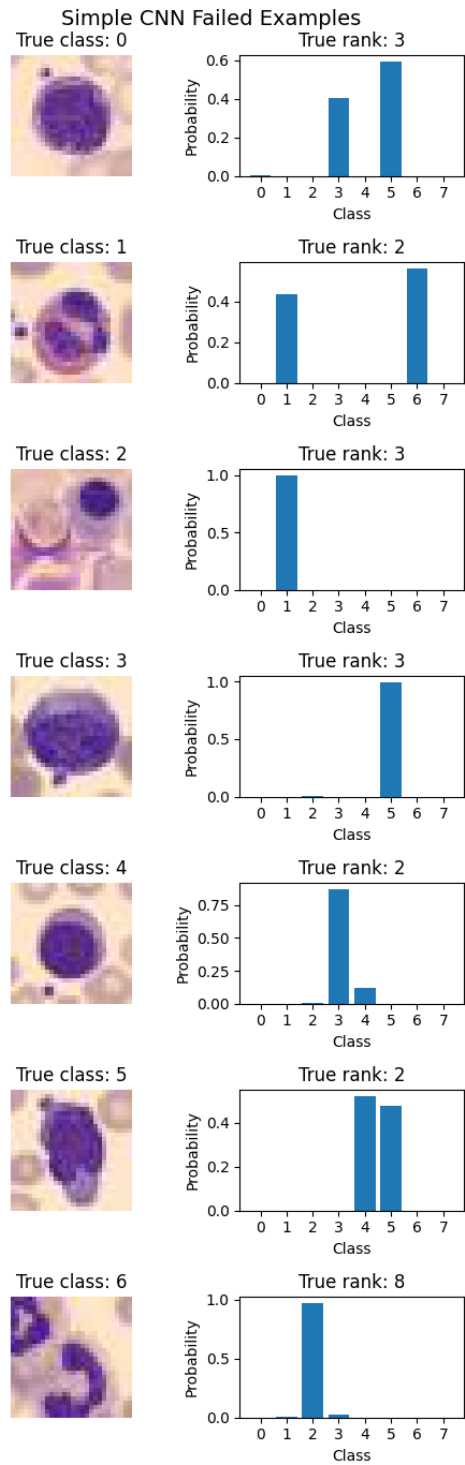 Simple CNN Failed Examples
True class: 0
True rank: 3
Probability
0.6
0.4
0.2
0.0
0 1 2 3 4 5 6 7
Class
True class: 1
True rank: 2
Probability
0.4
0.2
0.0
0 1 2 3 4 5 6 7
Class
True class: 2
True rank: 3
Probability
1.0
0.5
0.0
0 1 2 3 4 5 6 7
Class
True class: 3
True rank: 3
Probability
1.0
0.5
0.0
0 1 2 3 4 5 6 7
Class
True class: 4
True rank: 2
Probability
0.75
0.50
0.25
0.00
0 1 2 3 4 5 6 7
Class
True class: 5
True rank: 2
Probability
0.4
0.2
0.0
0 1 2 3 4 5 6 7
Class
True class: 6
True rank: 8
Probability
1.0
0.5
0.0
0 1 2 3 4 5 6 7
Class